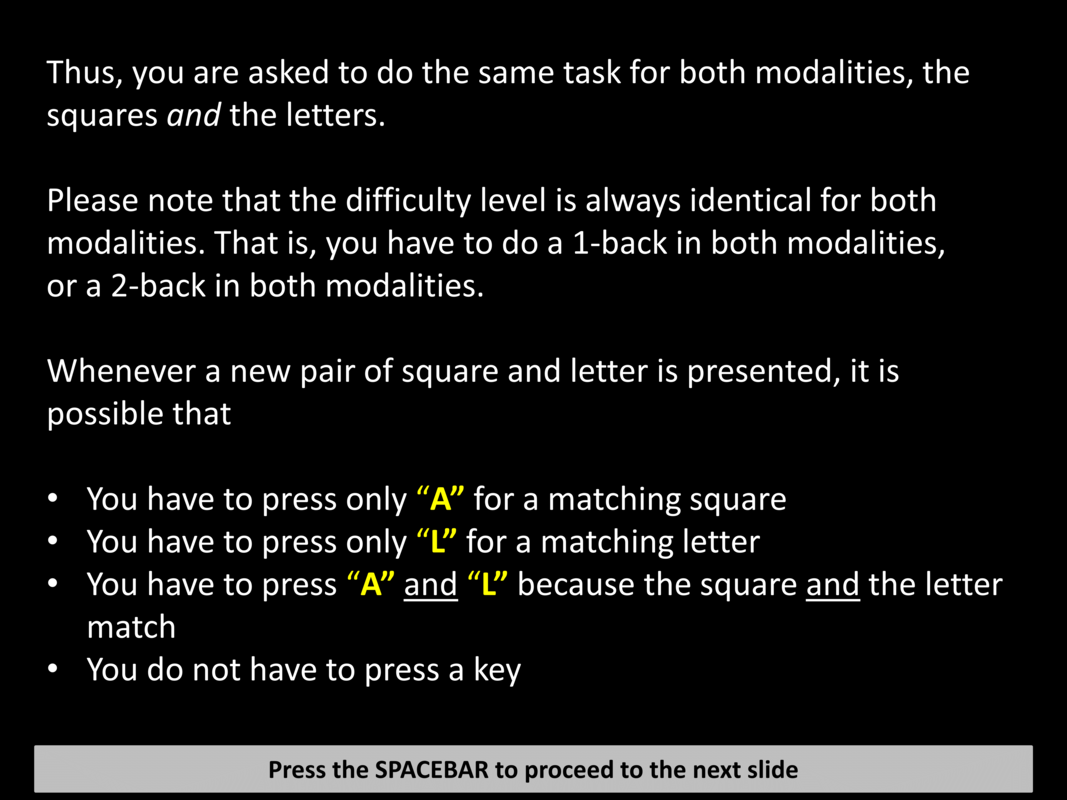 Thus, you are asked to do the same task for both modalities, the
squares and the letters.
Please note that the difficulty level is always identical for both
modalities. That is, you have to do a 1-back in both modalities,
or a 2-back in both modalities.
Whenever a new pair of square and letter is presented, it is
possible that
• You have to press only “A” for a matching square
• You have to press only “L” for a matching letter
• You have to press “A” and “L” because the square and the letter
match
• You do not have to press a key
Press the SPACEBAR to proceed to the next slide